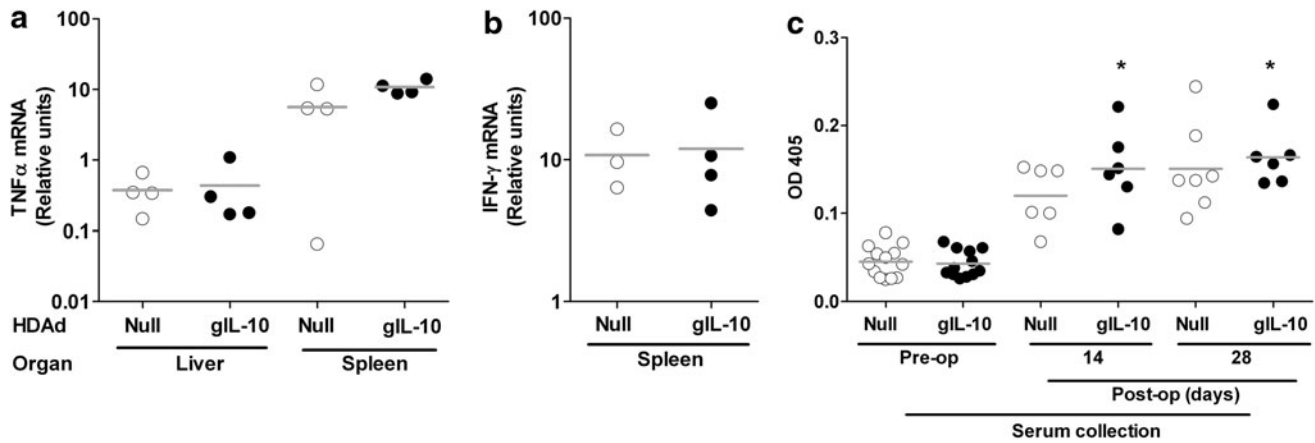 a
TNFα mRNA
(Relative units)
100
10
1
0.1
0.01
HDAd Null gIL-10 Null gIL-10
Organ Liver Spleen
b
IFN-γ mRNA
(Relative units)
100
10
1
Null gIL-10
Spleen
c
OD 405
0.3
0.2
0.1
0.0
* *
Null gIL-10 Null gIL-10 Null gIL-10
Pre-op 14 28
Post-op (days)
Serum collection